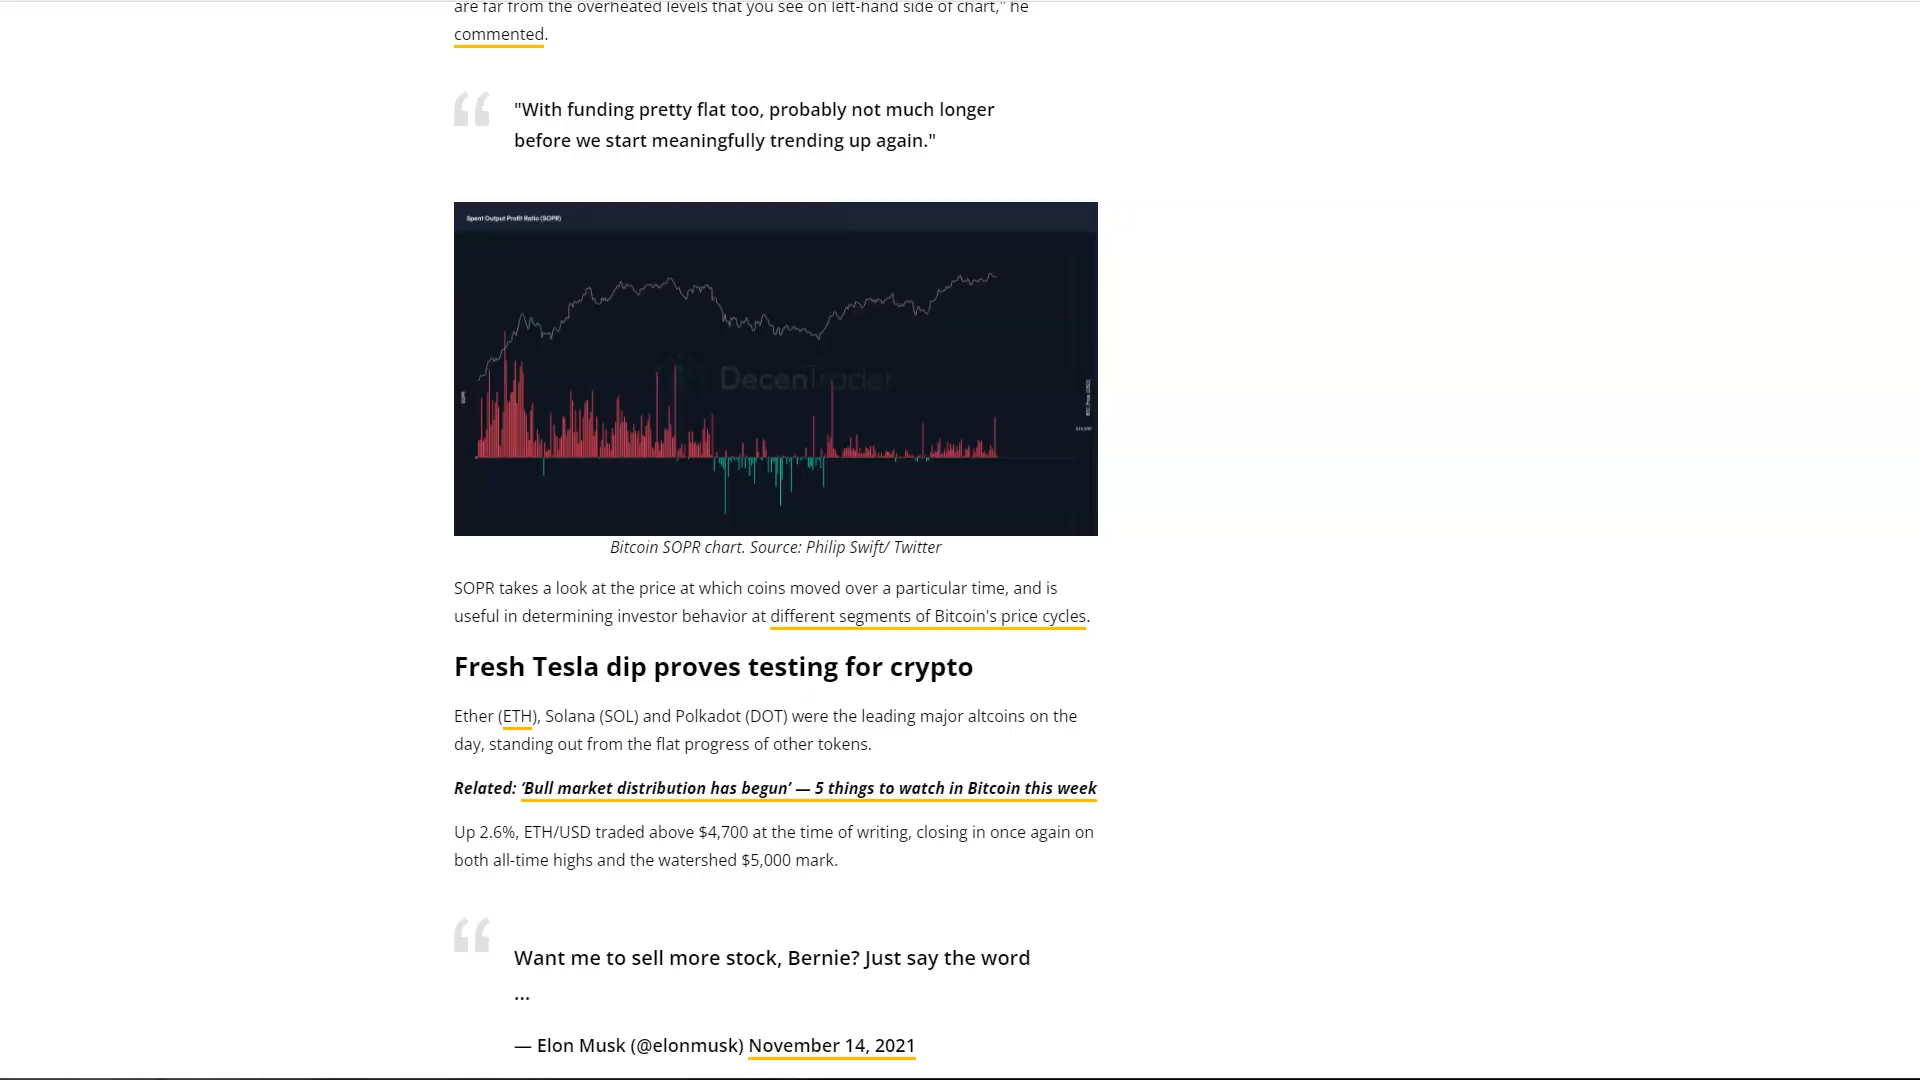 are far from the overheated levels that you see on left-hand side of chart," he
commented.
"With funding pretty flat too, probably not much longer
before we start meaningfully trending up again."
Spent Output Profit Ratio (SOPR)
DecenTrader
SOPR
BTC Price (USD)
Bitcoin SOPR chart. Source: Philip Swift/ Twitter
SOPR takes a look at the price at which coins moved over a particular time, and is
useful in determining investor behavior at different segments of Bitcoin's price cycles.
Fresh Tesla dip proves testing for crypto
Ether (ETH), Solana (SOL) and Polkadot (DOT) were the leading major altcoins on the
day, standing out from the flat progress of other tokens.
Related: ‘Bull market distribution has begun’ — 5 things to watch in Bitcoin this week
Up 2.6%, ETH/USD traded above $4,700 at the time of writing, closing in once again on
both all-time highs and the watershed $5,000 mark.
Want me to sell more stock, Bernie? Just say the word
...
— Elon Musk (@elonmusk) November 14, 2021